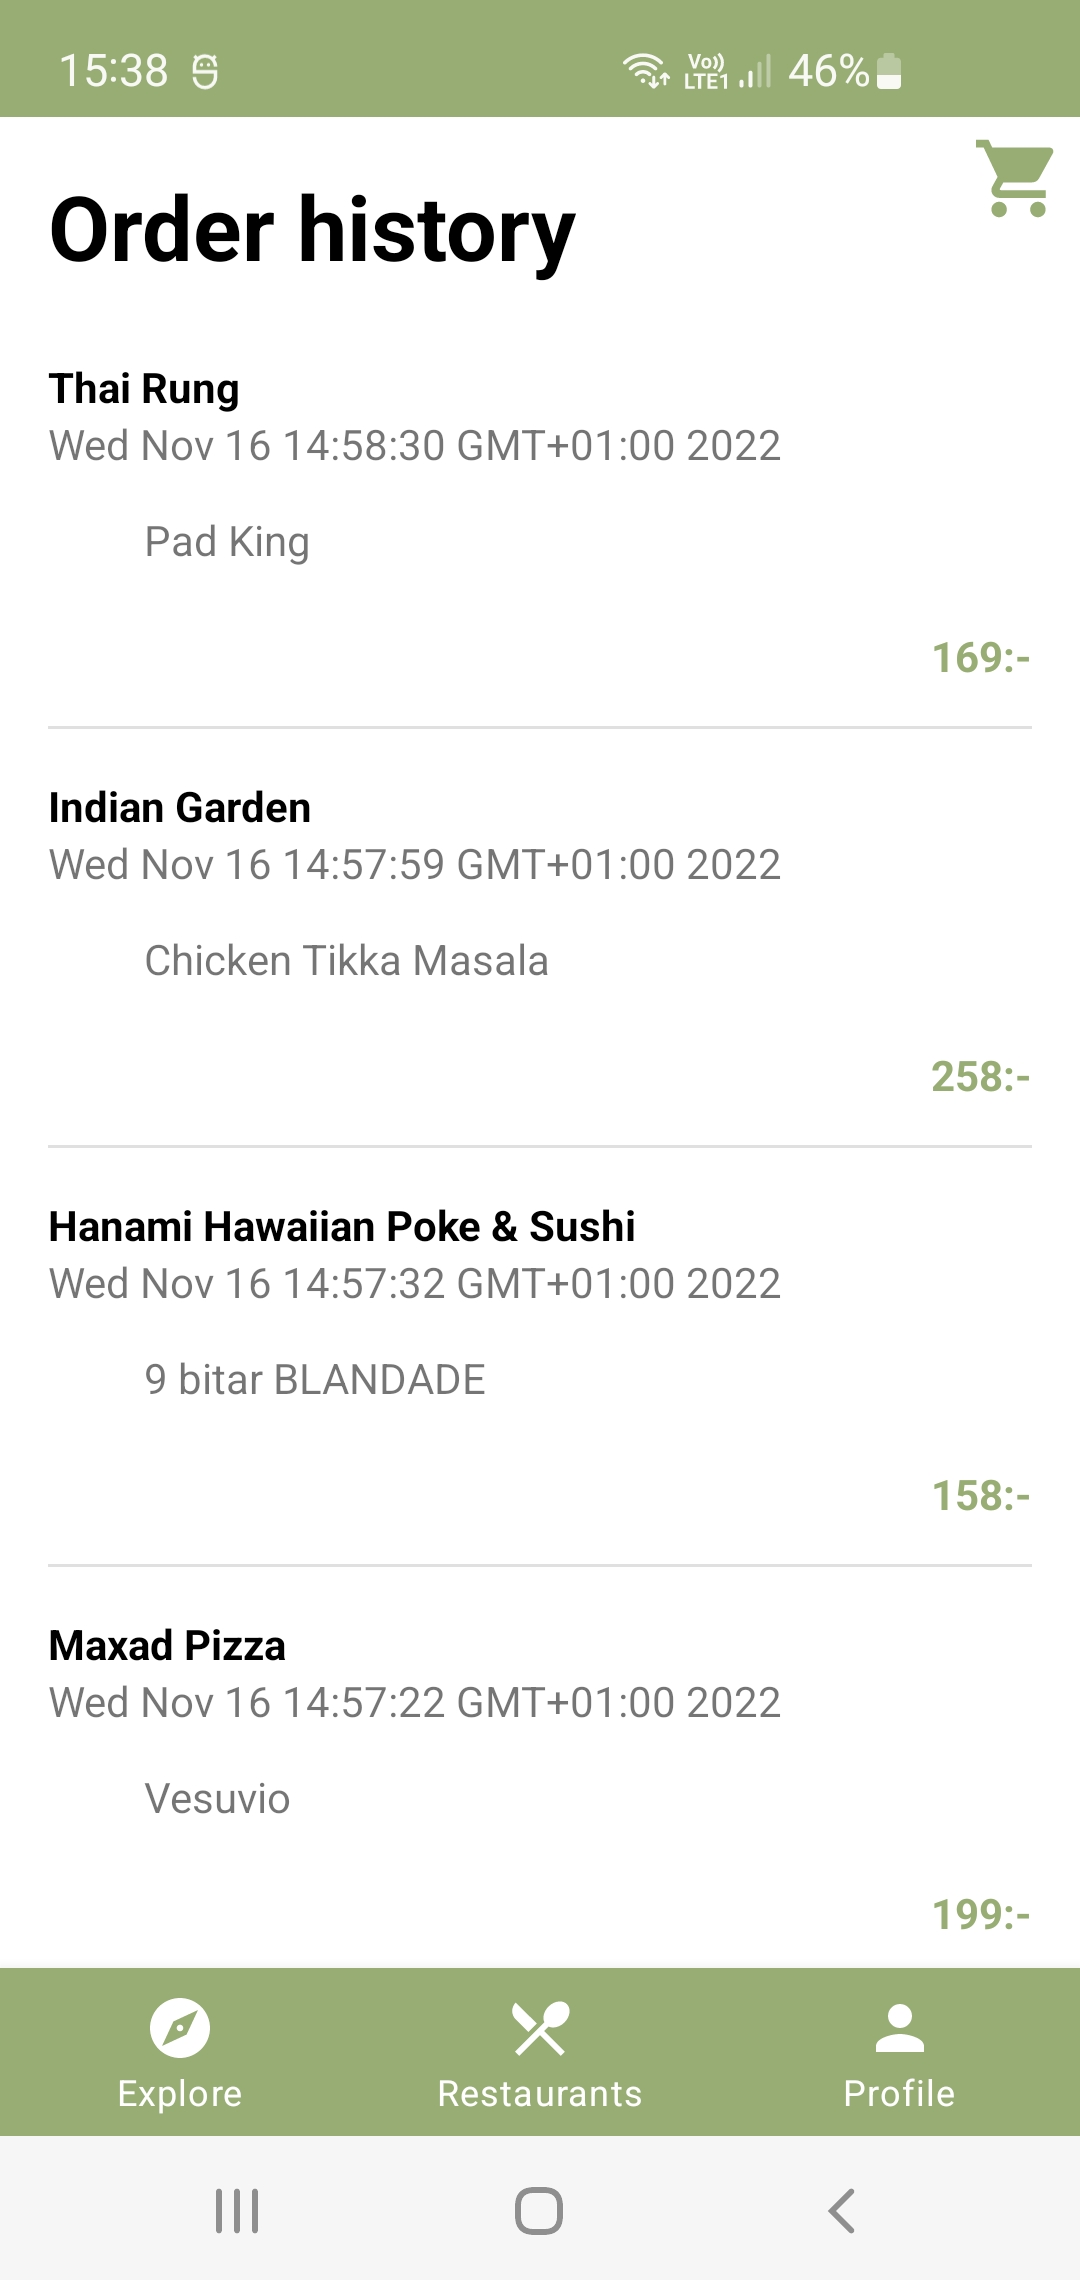 15:38
Vo)) LTE1 46%
Order history
Thai Rung
Wed Nov 16 14:58:30 GMT+01:00 2022
Pad King
169:-
Indian Garden
Wed Nov 16 14:57:59 GMT+01:00 2022
Chicken Tikka Masala
258:-
Hanami Hawaiian Poke & Sushi
Wed Nov 16 14:57:32 GMT+01:00 2022
9 bitar BLANDADE
158:-
Maxad Pizza
Wed Nov 16 14:57:22 GMT+01:00 2022
Vesuvio
199:-
Explore
Restaurants
Profile